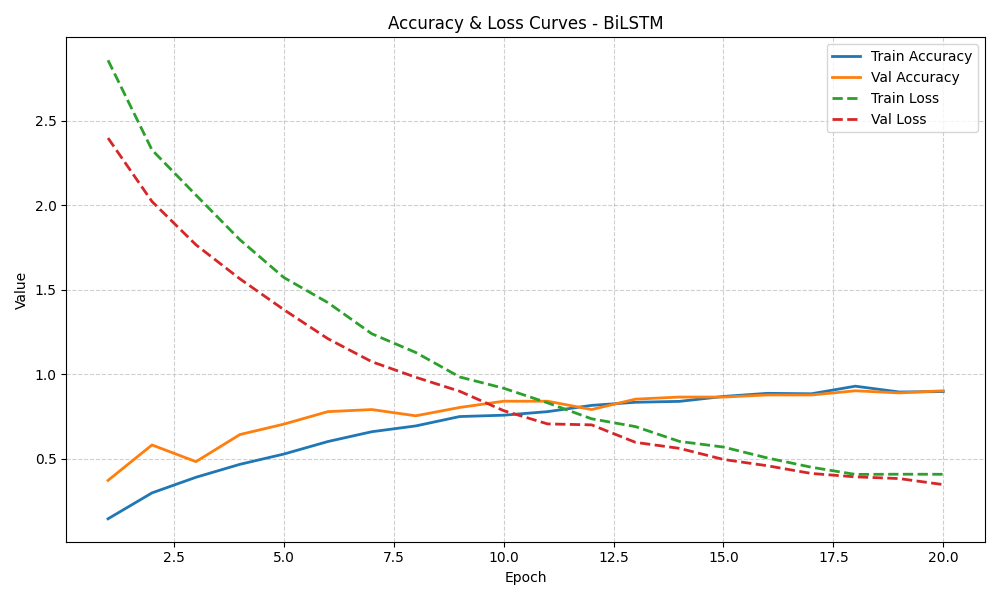 Accuracy & Loss Curves - BiLSTM
Train Accuracy
Val Accuracy
Train Loss
Val Loss
Value
2.5
2.0
1.5
1.0
0.5
2.5 5.0 7.5 10.0 12.5 15.0 17.5 20.0
Epoch